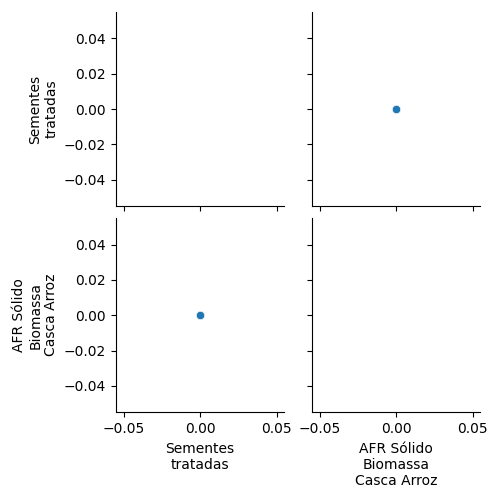 0.04
0.02
0.00
−0.02
−0.04
Sementes
tratadas
0.04
0.02
0.00
−0.02
−0.04
AFR Sólido
Biomassa
Casca Arroz
−0.05
0.00
0.05
Sementes
tratadas
−0.05
0.00
0.05
AFR Sólido
Biomassa
Casca Arroz